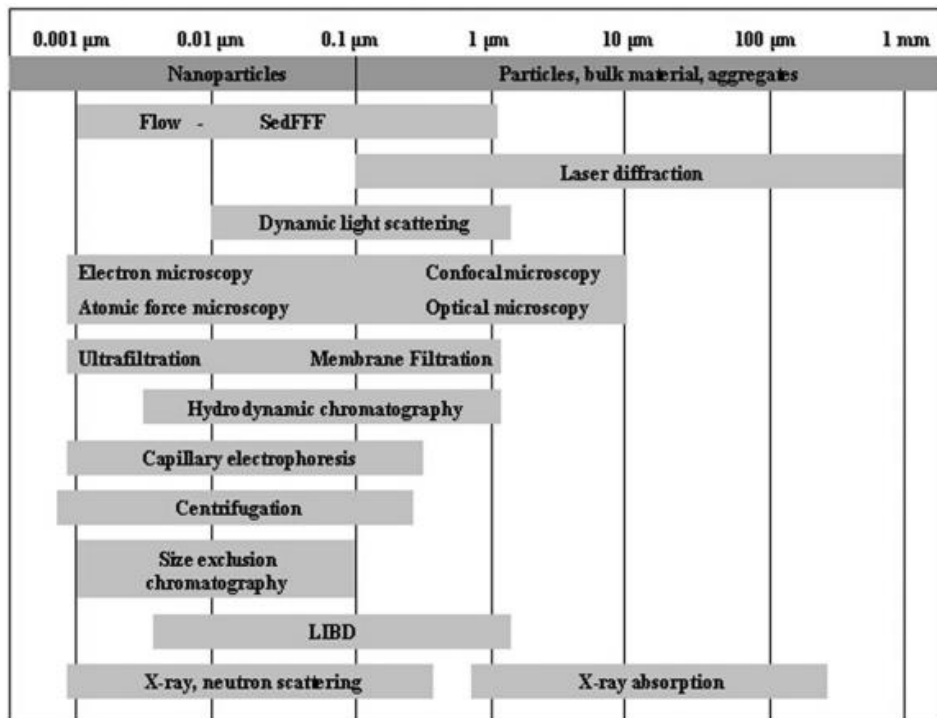 0.001 µm 0.01 µm 0.1 µm 1 µm 10 µm 100 µm 1 mm
Nanoparticles Particles, bulk material, aggregates
Flow - SedFFF
Laser diffraction
Dynamic light scattering
Electron microscopy Confocal microscopy
Atomic force microscopy Optical microscopy
Ultrafiltration Membrane Filtration
Hydrodynamic chromatography
Capillary electrophoresis
Centrifugation
Size exclusion
chromatography
LIBD
X-ray, neutron scattering X-ray absorption